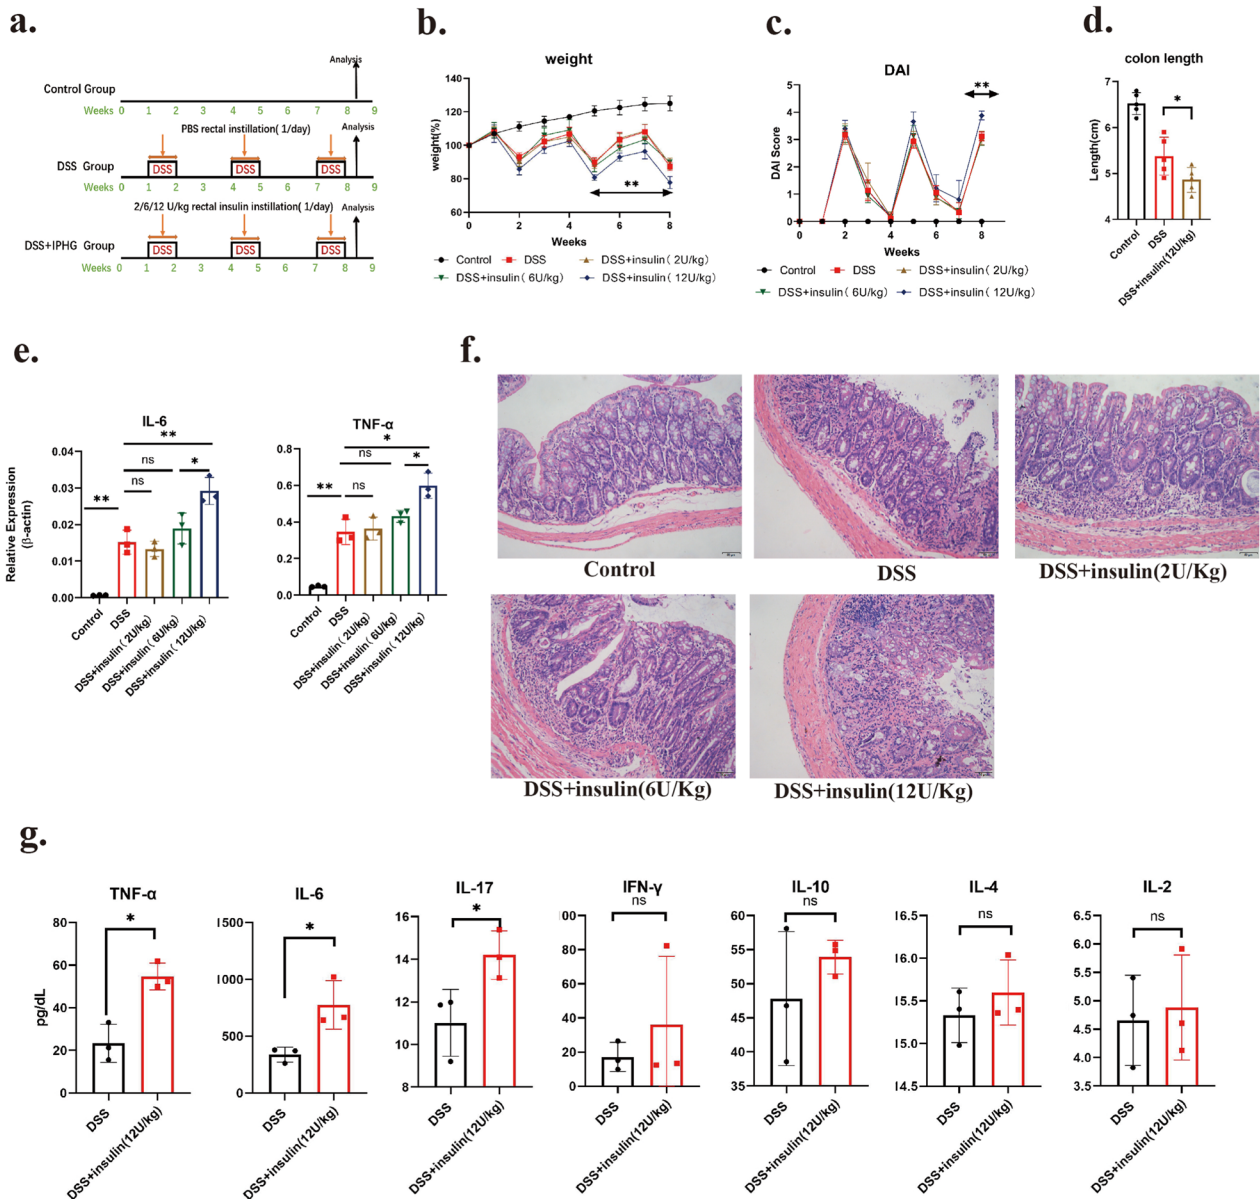 a.
Analysis
Control Group
Weeks 0 1 2 3 4 5 6 7 8 9
PBS rectal instillation( 1/day)
Analysis
DSS Group
DSS DSS DSS
Weeks 0 1 2 3 4 5 6 7 8 9
2/6/12 U/kg rectal insulin instillation( 1/day)
Analysis
DSS+IPHG Group
DSS DSS DSS
Weeks 0 1 2 3 4 5 6 7 8 9
b.
weight
weight(%)
140
120
100
80
60
**
0 2 4 6 8
Weeks
Control DSS DSS+insulin( 2U/kg)
DSS+insulin( 6U/kg) DSS+insulin( 12U/kg)
c.
DAI
DAI Score
5
4
3
2
1
0
**
0 2 4 6 8
Weeks
Control DSS DSS+insulin( 2U/kg)
DSS+insulin( 6U/kg) DSS+insulin( 12U/kg)
d.
colon length
Length(cm)
7
6
5
4
*
Control
DSS
DSS+insulin(12U/kg)
e.
IL-6
Relative Expression
(β-actin)
0.04
0.03
0.02
0.01
0.00
**
ns
*
**
ns
Control
DSS
DSS+insulin( 2U/kg)
DSS+insulin( 6U/kg)
DSS+insulin( 12U/kg)
TNF-α
0.8
0.6
0.4
0.2
0.0
*
ns
*
**
ns
Control
DSS
DSS+insulin( 2U/kg)
DSS+insulin( 6U/kg)
DSS+insulin( 12U/kg)
f.
Control
DSS
DSS+insulin(2U/Kg)
DSS+insulin(6U/Kg)
DSS+insulin(12U/Kg)
g.
TNF-α
pg/dL
80
60
40
20
0
*
DSS
DSS+insulin(12U/kg)
IL-6
1500
1000
500
0
*
DSS
DSS+insulin(12U/kg)
IL-17
16
14
12
10
8
*
DSS
DSS+insulin(12U/kg)
IFN-γ
00
80
60
40
20
0
ns
DSS
DSS+insulin(12U/kg)
IL-10
60
55
50
45
40
35
ns
DSS
DSS+insulin(12U/kg)
IL-4
16.5
16.0
15.5
15.0
14.5
ns
DSS
DSS+insulin(12U/kg)
IL-2
6.5
6.0
5.5
5.0
4.5
4.0
3.5
ns
DSS
DSS+insulin(12U/kg)